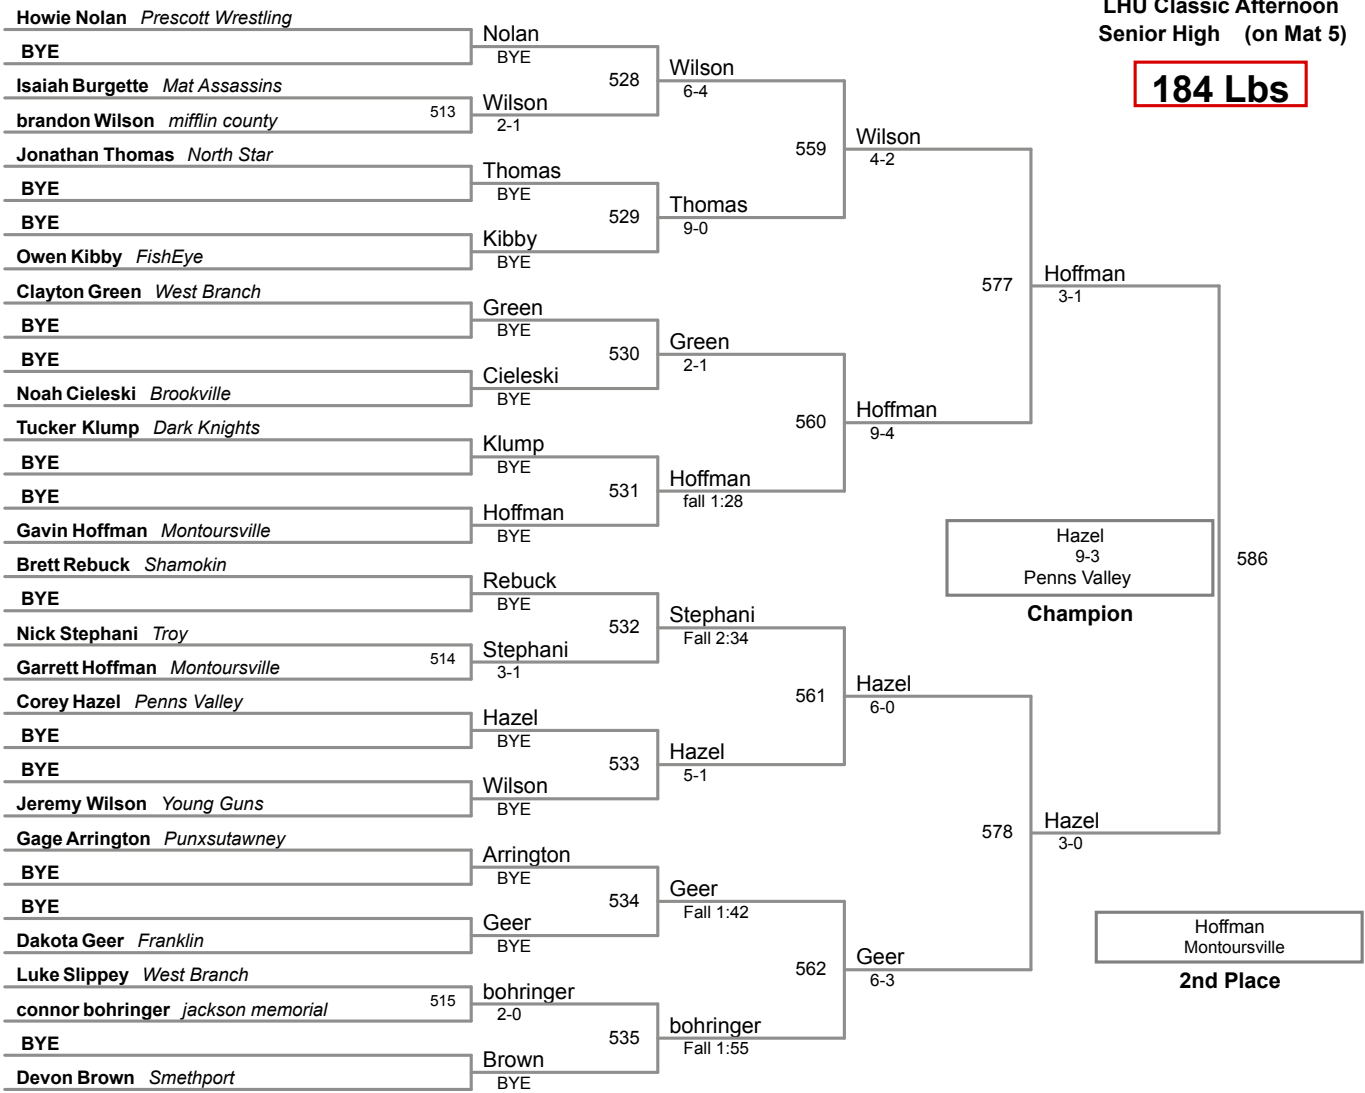 LHU Classic Afternoon
Senior High (on Mat 5)
184 Lbs
Howie Nolan Prescott Wrestling
BYE
Isaiah Burgette Mat Assassins
brandon Wilson mifflin county
Jonathan Thomas North Star
BYE
BYE
Owen Kibby FishEye
Clayton Green West Branch
BYE
BYE
Noah Cieleski Brookville
Tucker Klump Dark Knights
BYE
BYE
Gavin Hoffman Montoursville
Brett Rebuck Shamokin
BYE
Nick Stephani Troy
Garrett Hoffman Montoursville
Corey Hazel Penns Valley
BYE
BYE
Jeremy Wilson Young Guns
Gage Arrington Punxsutawney
BYE
BYE
Dakota Geer Franklin
Luke Slippey West Branch
connor bohringer jackson memorial
BYE
Devon Brown Smethport
513
514
515
Nolan
BYE
Wilson
2-1
Thomas
BYE
Kibby
BYE
Green
BYE
Cieleski
BYE
Klump
BYE
Hoffman
BYE
Rebuck
BYE
Stephani
3-1
Hazel
BYE
Wilson
BYE
Arrington
BYE
Geer
BYE
bohringer
2-0
Brown
BYE
528
529
530
531
532
533
534
535
Wilson
6-4
Thomas
9-0
Green
2-1
Hoffman
fall 1:28
Stephani
Fall 2:34
Hazel
5-1
Geer
Fall 1:42
bohringer
Fall 1:55
559
560
561
562
Wilson
4-2
Hoffman
9-4
Hazel
6-0
Geer
6-3
577
578
Hoffman
3-1
Hazel
3-0
586
Hazel
9-3
Penns Valley
Champion
Hoffman
Montoursville
2nd Place